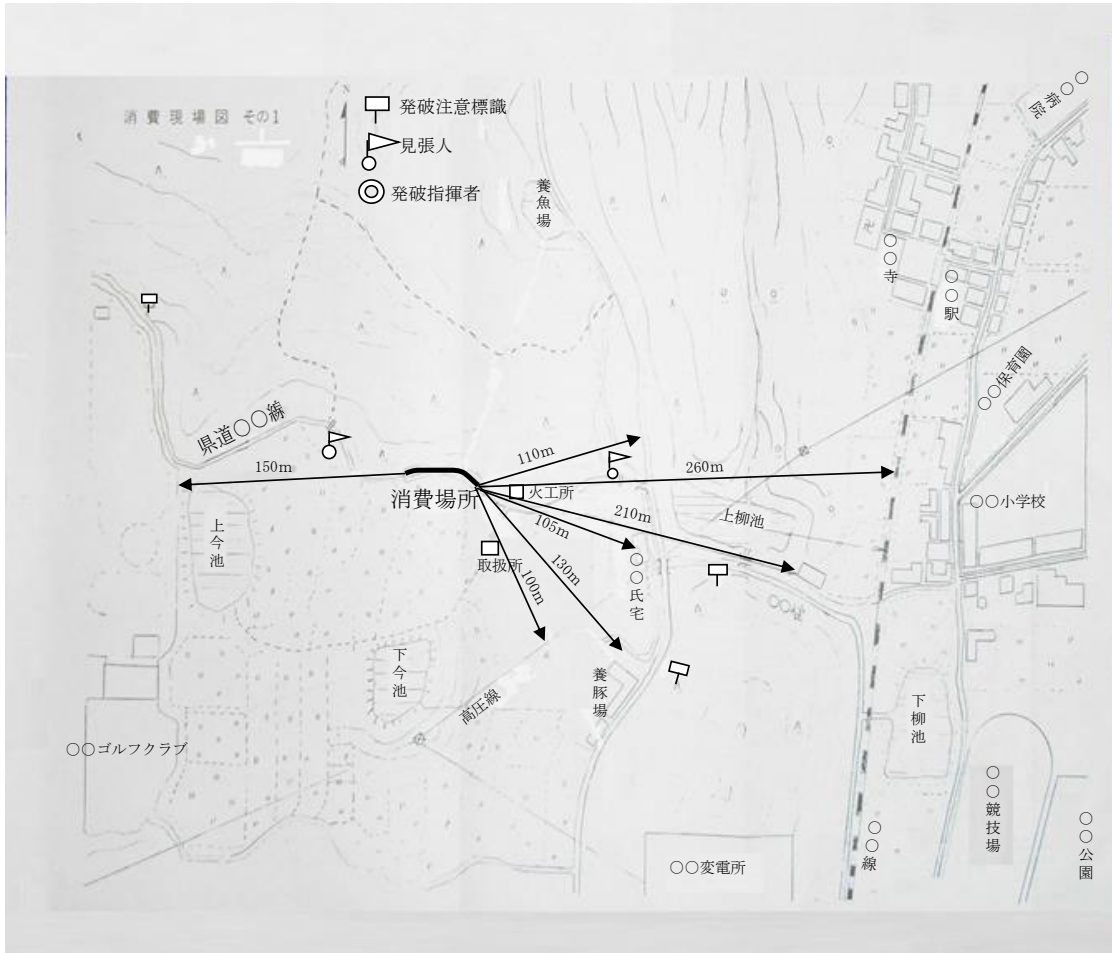 消費現場図 その1
発破注意標識
見張人
発破指揮者
○○病院
養魚場
○○寺
○○駅
○○保育園
県道○○線
150m
110m
260m
消費場所
火工所
○○小学校
上今池
105m
210m
上柳池
取扱所
100m
130m
○○氏宅
下今池
高圧線
養豚場
下柳池
○○ゴルフクラブ
○○競技場
○○公園
○○線
○○変電所